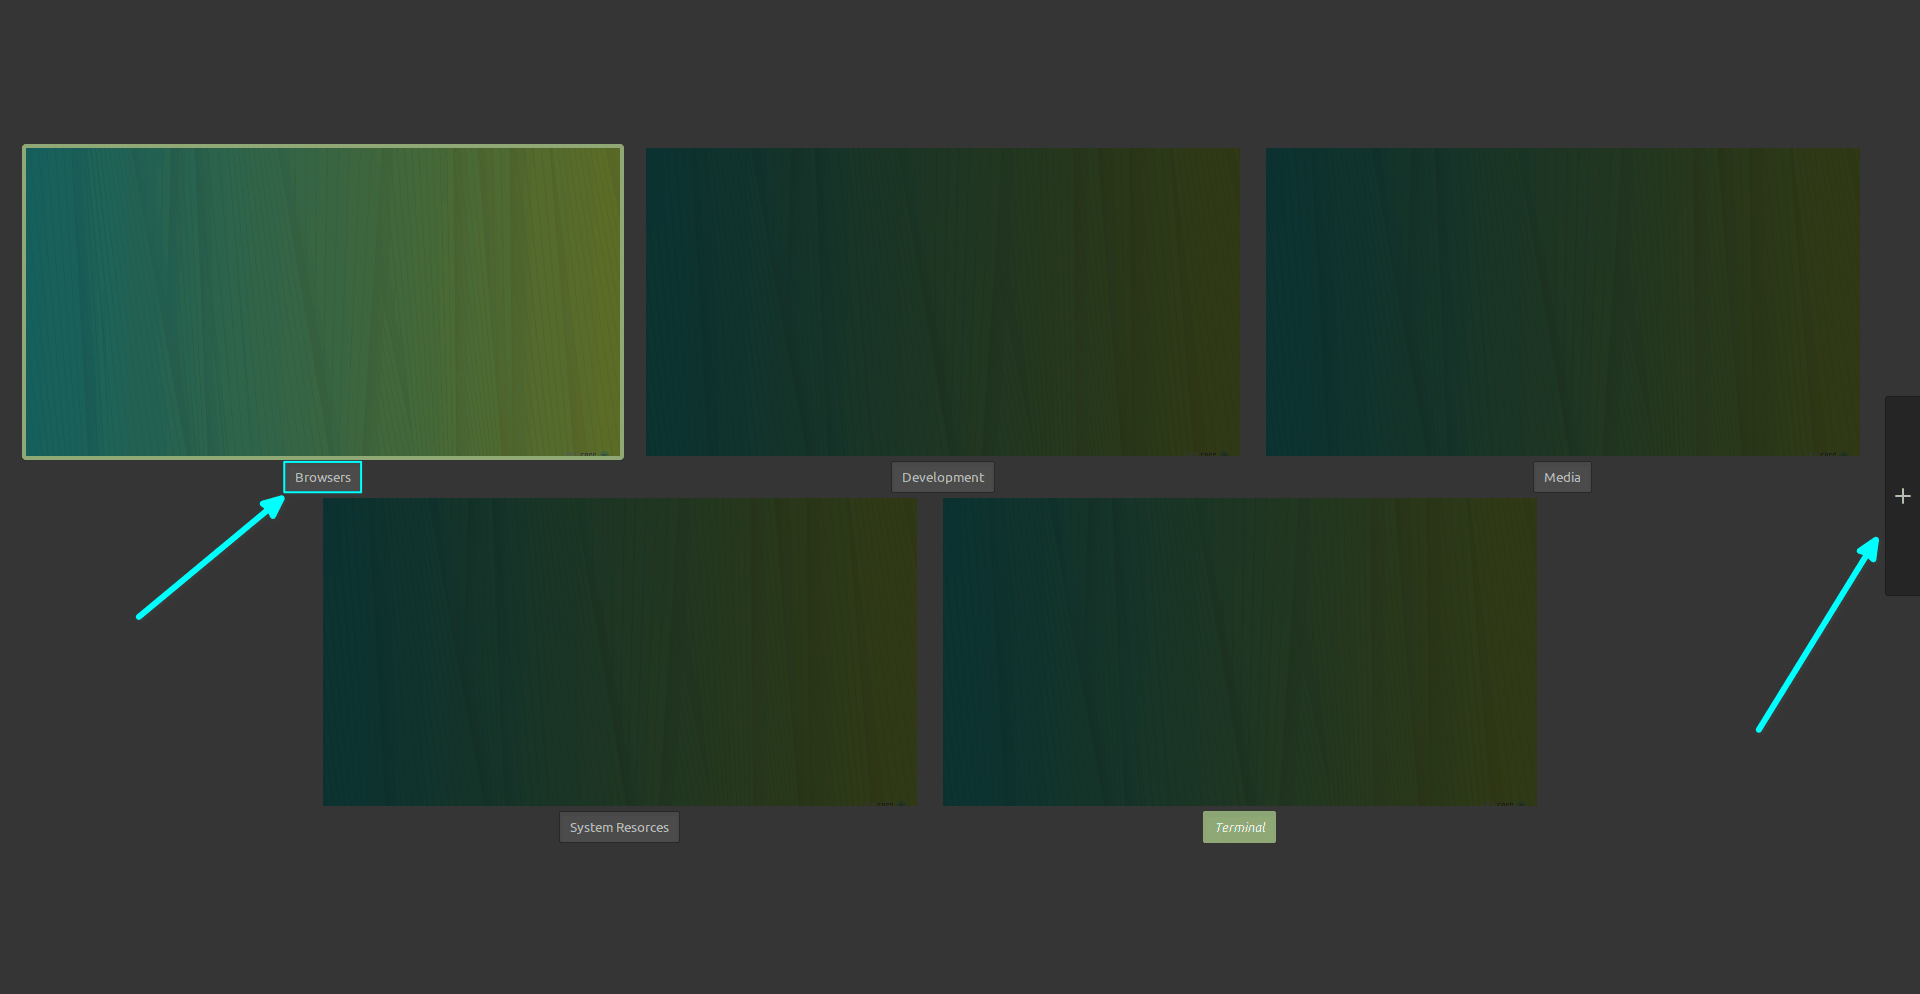 Browsers
Development
Media
System Resorces
Terminal